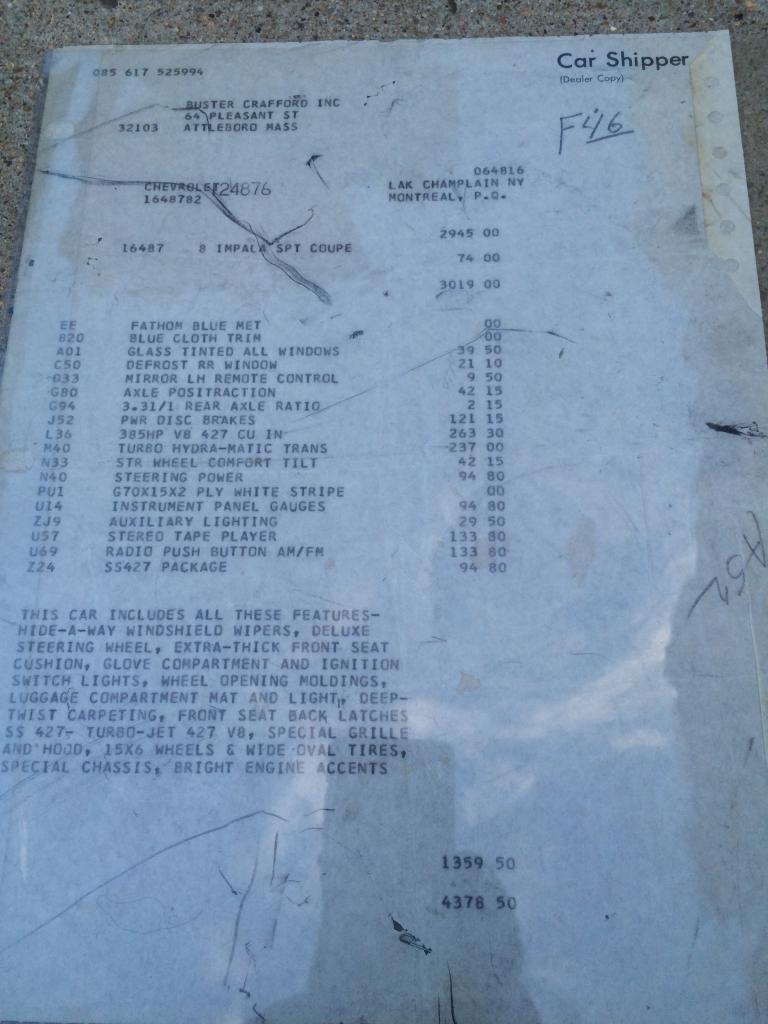 085 617 525994
Car Shipper
(Dealer Copy)
BUSTER CRAFFORD INC
64 PLEASANT ST
32103 ATTLEBORO MASS
F46
D64816
CHEVROLET 24876 LAK CHAMPLAIN NY
1648782 MONTREAL, P.Q.
2945 00
16487 8 IMPALA SPT COUPE
74 00
3019 00
EE FATHOM BLUE MET 00
820 BLUE CLOTH TRIM 00
A01 GLASS TINTED ALL WINDOWS 39 50
C50 DEFROST RR WINDOW 21 10
D33 MIRROR LH REMOTE CONTROL 9 50
G80 AXLE POSITRACTION 42 15
G94 3.31/1 REAR AXLE RATIO 2 15
J52 PWR DISC BRAKES 121 15
L36 385HP V8 427 CU IN 263 30
M40 TURBO HYDRA-MATIC TRANS 237 00
N33 STR WHEEL COMFORT TILT 42 15
N40 STEERING POWER 94 80
PU1 G70X15X2 PLY WHITE STRIPE 00
U14 INSTRUMENT PANEL GAUGES 94 80
ZJ9 AUXILIARY LIGHTING 29 50
U57 STEREO TAPE PLAYER 133 80
U69 RADIO PUSH BUTTON AM/FM 133 80
Z24 SS427 PACKAGE 94 80
THIS CAR INCLUDES ALL THESE FEATURES-
HIDE-A-WAY WINDSHIELD WIPERS, DELUXE
STEERING WHEEL, EXTRA-THICK FRONT SEAT
CUSHION, GLOVE COMPARTMENT AND IGNITION
SWITCH LIGHTS, WHEEL OPENING MOLDINGS,
LUGGAGE COMPARTMENT MAT AND LIGHT, DEEP-
TWIST CARPETING, FRONT SEAT BACK LATCHES
SS 427- TURBO-JET 427 V8, SPECIAL GRILLE
AND HOOD, 15X6 WHEELS & WIDE OVAL TIRES,
SPECIAL CHASSIS, BRIGHT ENGINE ACCENTS
1359 50
4378 50